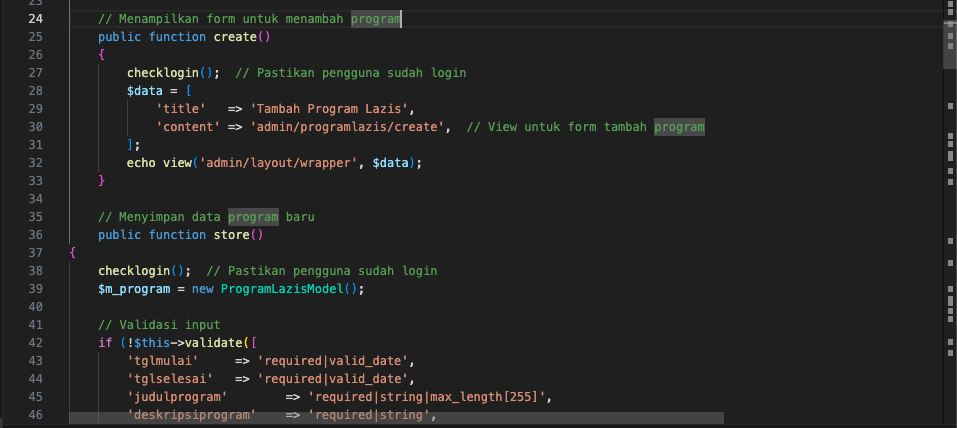 23
24 // Menampilkan form untuk menambah program
25 public function create()
26 {
27 checklogin(); // Pastikan pengguna sudah login
28 $data = [
29 'title' => 'Tambah Program Lazis',
30 'content' => 'admin/programlazis/create', // View untuk form tambah program
31 ];
32 echo view('admin/layout/wrapper', $data);
33 }
34
35 // Menyimpan data program baru
36 public function store()
37 {
38 checklogin(); // Pastikan pengguna sudah login
39 $m_program = new ProgramLazisModel();
40
41 // Validasi input
42 if (!$this->validate([
43 'tglmulai' => 'required|valid_date',
44 'tglselesai' => 'required|valid_date',
45 'judulprogram' => 'required|string|max_length[255]',
46 'deskripsiprogram' => 'required|string',